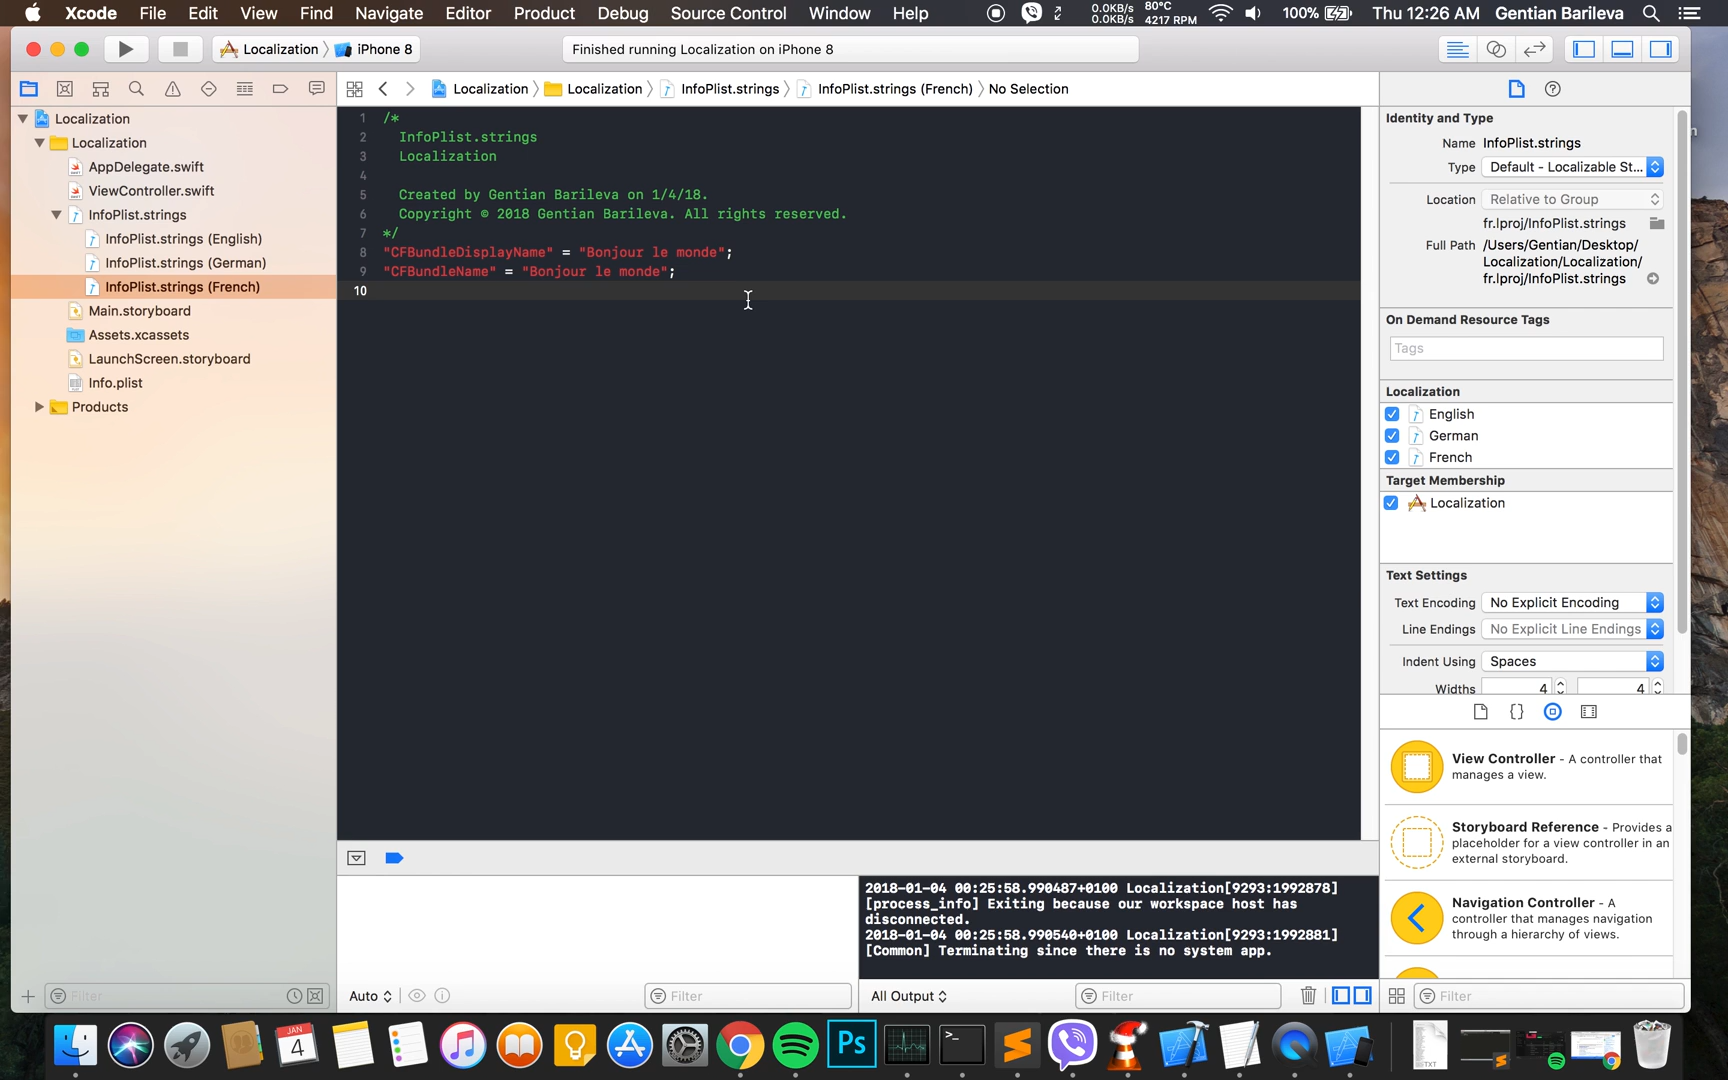 Xcode File Edit View Find Navigate Editor Product Debug Source Control Window Help 0.0KB/s 0.0KB/s 80°C 4217 RPM 100% Thu 12:26 AM Gentian Barileva
Localization iPhone 8
Finished running Localization on iPhone 8
Localization Localization InfoPlist.strings InfoPlist.strings (French) No Selection
Localization
Localization
AppDelegate.swift
ViewController.swift
InfoPlist.strings
InfoPlist.strings (English)
InfoPlist.strings (German)
InfoPlist.strings (French)
Main.storyboard
Assets.xcassets
LaunchScreen.storyboard
Info.plist
Products
Filter
1 /*
2 InfoPlist.strings
3 Localization
4
5 Created by Gentian Barileva on 1/4/18.
6 Copyright © 2018 Gentian Barileva. All rights reserved.
7 */
8 "CFBundleDisplayName" = "Bonjour le monde";
9 "CFBundleName" = "Bonjour le monde";
10
Auto
Filter
2018-01-04 00:25:58.990487+0100 Localization[9293:1992878]
[process_info] Exiting because our workspace host has
disconnected.
2018-01-04 00:25:58.990540+0100 Localization[9293:1992881]
[Common] Terminating since there is no system app.
All Output
Filter
Identity and Type
Name InfoPlist.strings
Type Default - Localizable St...
Location Relative to Group
fr.lproj/InfoPlist.strings
Full Path /Users/Gentian/Desktop/
Localization/Localization/
fr.lproj/InfoPlist.strings
On Demand Resource Tags
Tags
Localization
English
German
French
Target Membership
Localization
Text Settings
Text Encoding No Explicit Encoding
Line Endings No Explicit Line Endings
Indent Using Spaces
Widths 4 4
{}
View Controller - A controller that
manages a view.
Storyboard Reference - Provides a
placeholder for a view controller in an
external storyboard.
Navigation Controller - A
controller that manages navigation
through a hierarchy of views.
Filter
JAN
4
Ps
>_
TXT